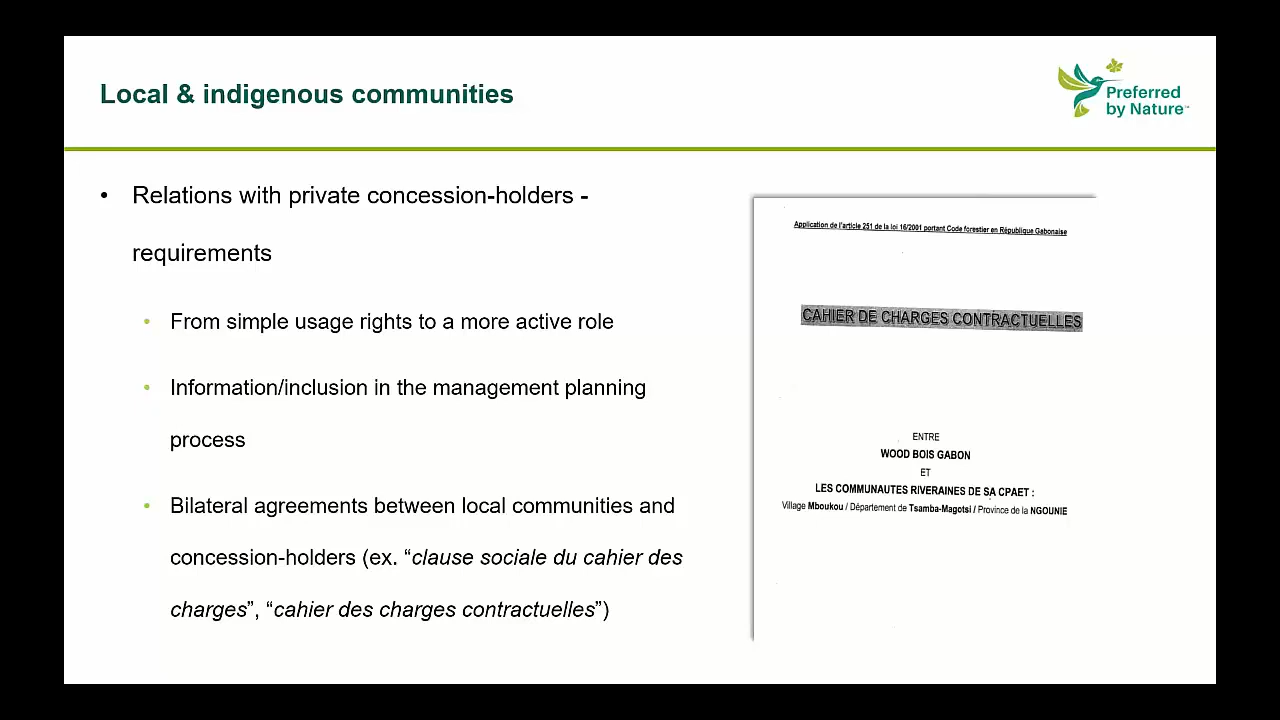 Local & indigenous communities
Preferred
by Nature™
• Relations with private concession-holders -
requirements
• From simple usage rights to a more active role
• Information/inclusion in the management planning
process
• Bilateral agreements between local communities and
concession-holders (ex. “clause sociale du cahier des
charges”, “cahier des charges contractuelles”)
Application de l'article 251 de la loi 16/2001 portant Code forestier en République Gabonaise
CAHIER DE CHARGES CONTRACTUELLES
ENTRE
WOOD BOIS GABON
ET
LES COMMUNAUTES RIVERAINES DE SA CPAET :
Village Mboukou / Département de Tsamba-Magotsi / Province de la NGOUNIE